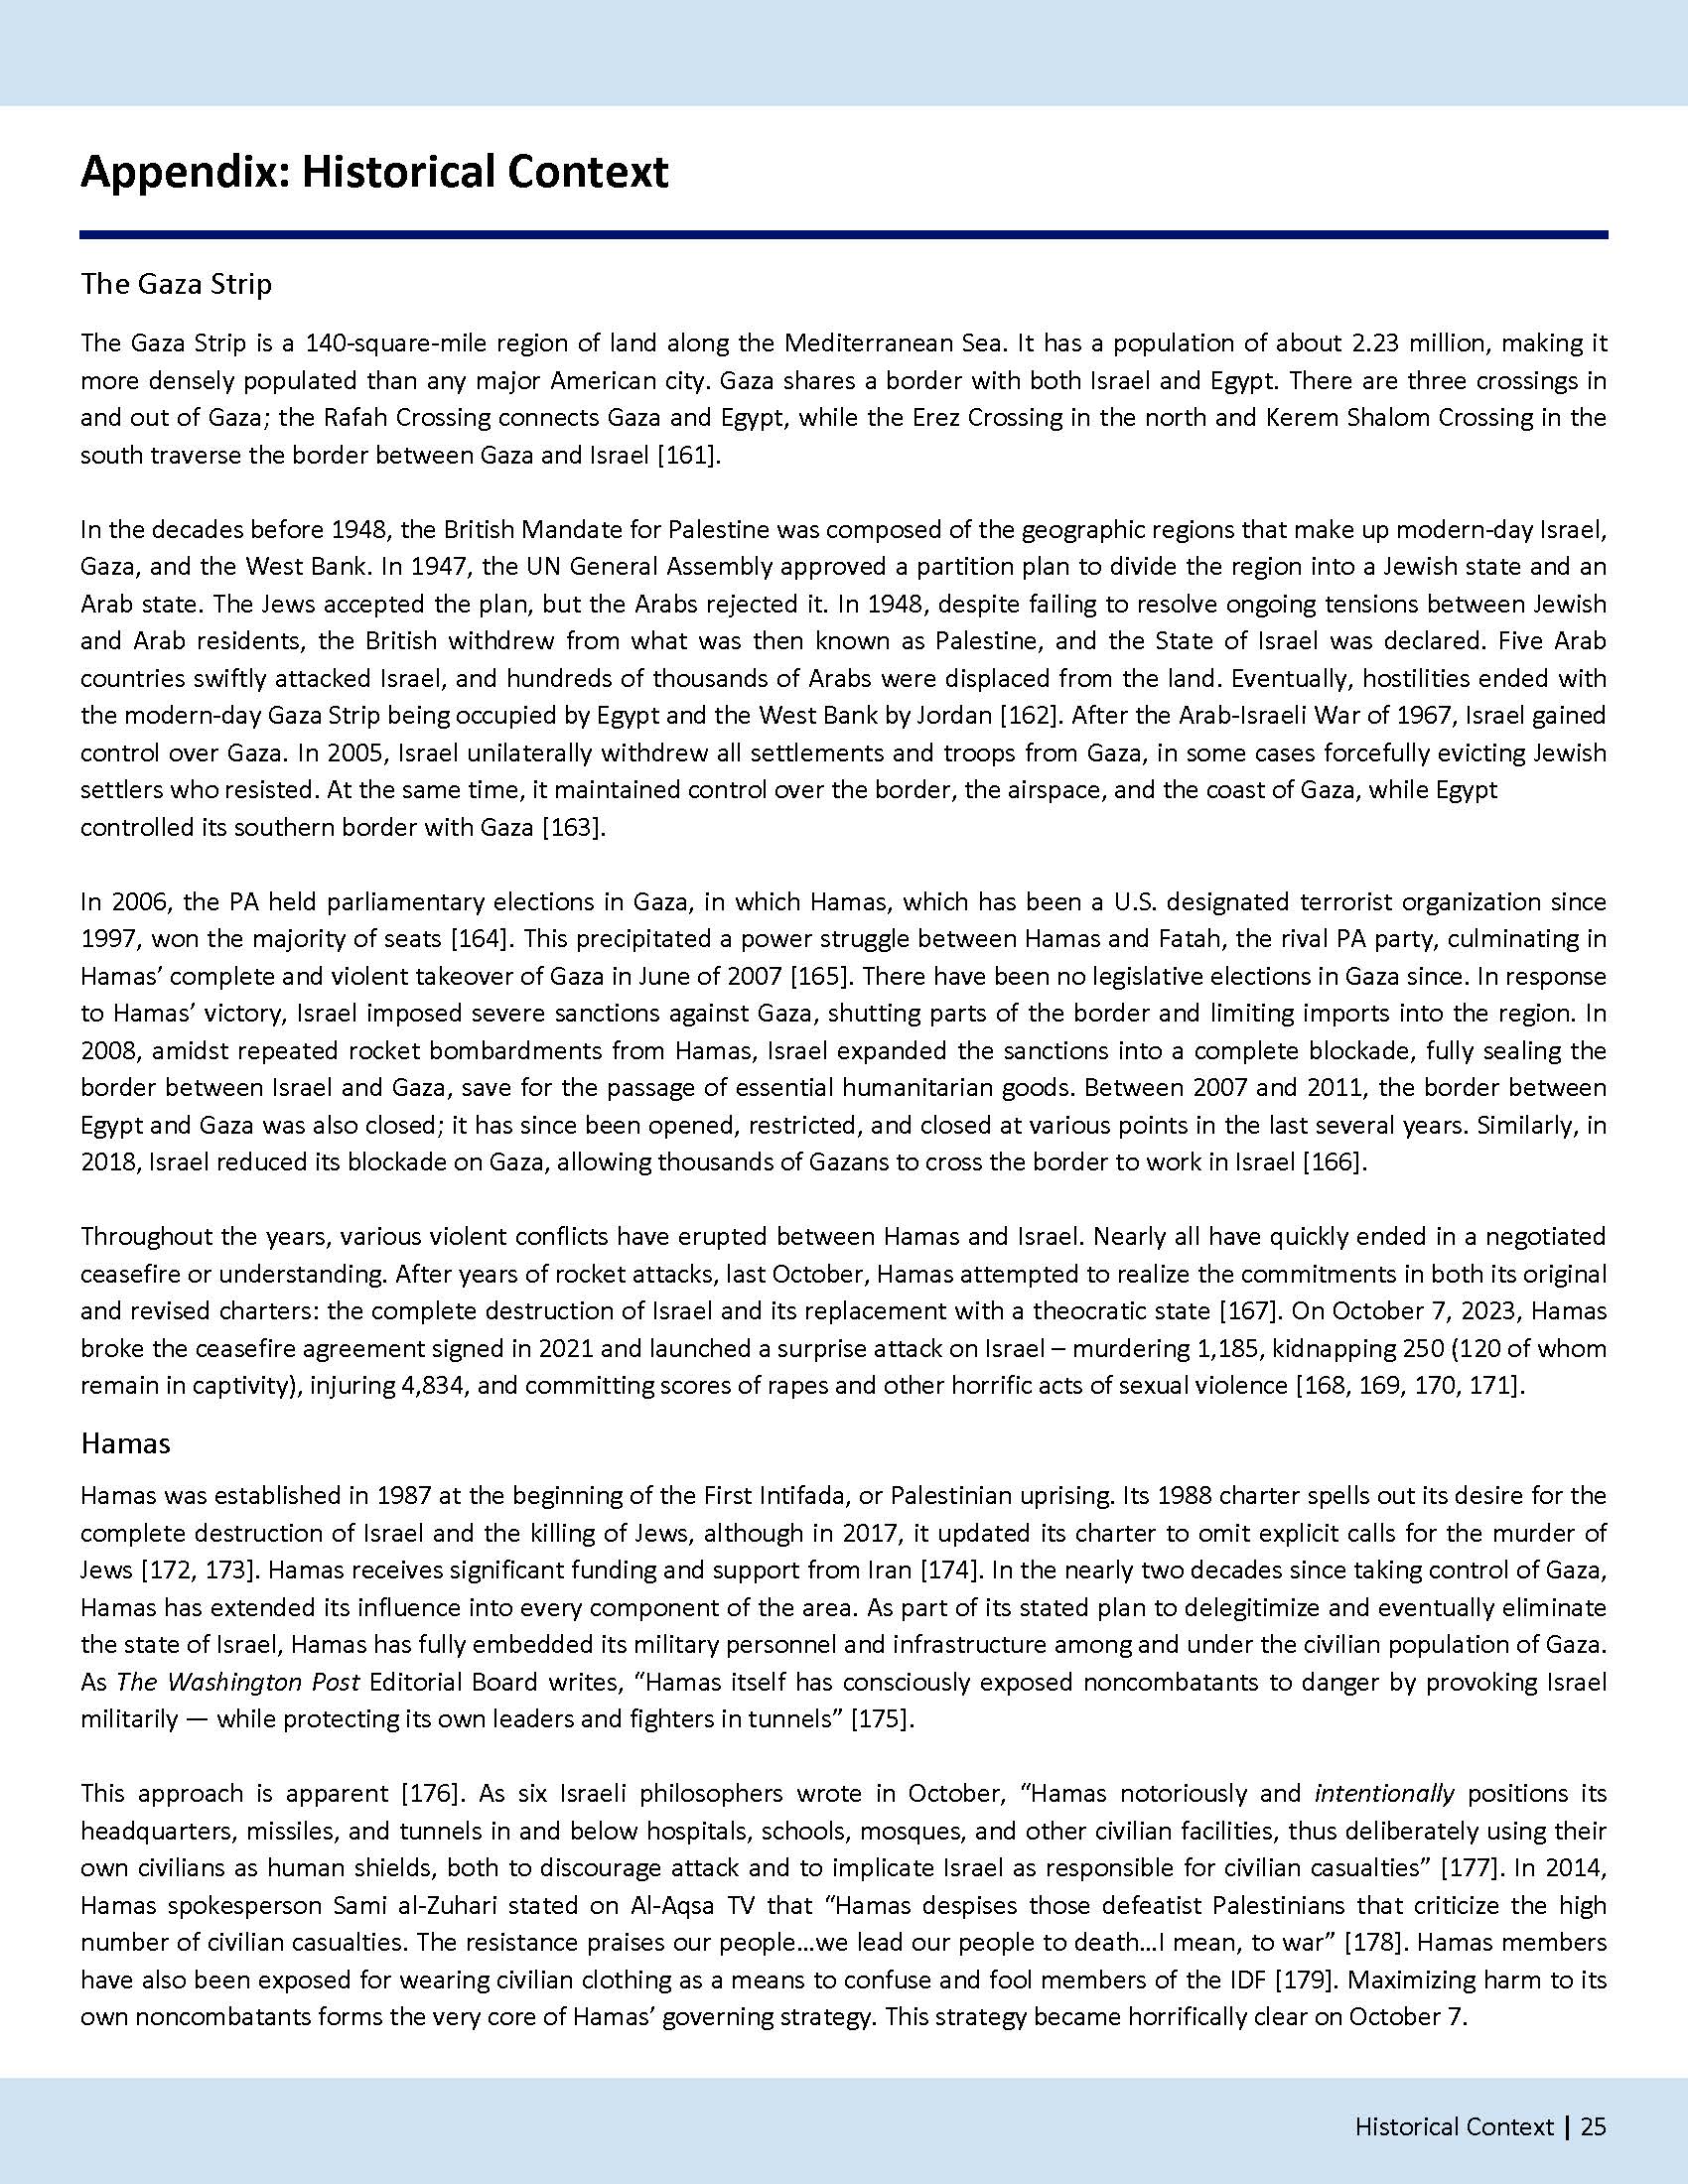 Appendix: Historical Context
The Gaza Strip
The Gaza Strip is a 140-square-mile region of land along the Mediterranean Sea. It has a population of about 2.23 million, making it
more densely populated than any major American city. Gaza shares a border with both Israel and Egypt. There are three crossings in
and out of Gaza; the Rafah Crossing connects Gaza and Egypt, while the Erez Crossing in the north and Kerem Shalom Crossing in the
south traverse the border between Gaza and Israel [161].
In the decades before 1948, the British Mandate for Palestine was composed of the geographic regions that make up modern-day Israel,
Gaza, and the West Bank. In 1947, the UN General Assembly approved a partition plan to divide the region into a Jewish state and an
Arab state. The Jews accepted the plan, but the Arabs rejected it. In 1948, despite failing to resolve ongoing tensions between Jewish
and Arab residents, the British withdrew from what was then known as Palestine, and the State of Israel was declared. Five Arab
countries swiftly attacked Israel, and hundreds of thousands of Arabs were displaced from the land. Eventually, hostilities ended with
the modern-day Gaza Strip being occupied by Egypt and the West Bank by Jordan [162]. After the Arab-Israeli War of 1967, Israel gained
control over Gaza. In 2005, Israel unilaterally withdrew all settlements and troops from Gaza, in some cases forcefully evicting Jewish
settlers who resisted. At the same time, it maintained control over the border, the airspace, and the coast of Gaza, while Egypt
controlled its southern border with Gaza [163].
In 2006, the PA held parliamentary elections in Gaza, in which Hamas, which has been a U.S. designated terrorist organization since
1997, won the majority of seats [164]. This precipitated a power struggle between Hamas and Fatah, the rival PA party, culminating in
Hamas’ complete and violent takeover of Gaza in June of 2007 [165]. There have been no legislative elections in Gaza since. In response
to Hamas’ victory, Israel imposed severe sanctions against Gaza, shutting parts of the border and limiting imports into the region. In
2008, amidst repeated rocket bombardments from Hamas, Israel expanded the sanctions into a complete blockade, fully sealing the
border between Israel and Gaza, save for the passage of essential humanitarian goods. Between 2007 and 2011, the border between
Egypt and Gaza was also closed; it has since been opened, restricted, and closed at various points in the last several years. Similarly, in
2018, Israel reduced its blockade on Gaza, allowing thousands of Gazans to cross the border to work in Israel [166].
Throughout the years, various violent conflicts have erupted between Hamas and Israel. Nearly all have quickly ended in a negotiated
ceasefire or understanding. After years of rocket attacks, last October, Hamas attempted to realize the commitments in both its original
and revised charters: the complete destruction of Israel and its replacement with a theocratic state [167]. On October 7, 2023, Hamas
broke the ceasefire agreement signed in 2021 and launched a surprise attack on Israel – murdering 1,185, kidnapping 250 (120 of whom
remain in captivity), injuring 4,834, and committing scores of rapes and other horrific acts of sexual violence [168, 169, 170, 171].
Hamas
Hamas was established in 1987 at the beginning of the First Intifada, or Palestinian uprising. Its 1988 charter spells out its desire for the
complete destruction of Israel and the killing of Jews, although in 2017, it updated its charter to omit explicit calls for the murder of
Jews [172, 173]. Hamas receives significant funding and support from Iran [174]. In the nearly two decades since taking control of Gaza,
Hamas has extended its influence into every component of the area. As part of its stated plan to delegitimize and eventually eliminate
the state of Israel, Hamas has fully embedded its military personnel and infrastructure among and under the civilian population of Gaza.
As The Washington Post Editorial Board writes, “Hamas itself has consciously exposed noncombatants to danger by provoking Israel
militarily — while protecting its own leaders and fighters in tunnels” [175].
This approach is apparent [176]. As six Israeli philosophers wrote in October, “Hamas notoriously and intentionally positions its
headquarters, missiles, and tunnels in and below hospitals, schools, mosques, and other civilian facilities, thus deliberately using their
own civilians as human shields, both to discourage attack and to implicate Israel as responsible for civilian casualties” [177]. In 2014,
Hamas spokesperson Sami al-Zuhari stated on Al-Aqsa TV that “Hamas despises those defeatist Palestinians that criticize the high
number of civilian casualties. The resistance praises our people…we lead our people to death…I mean, to war” [178]. Hamas members
have also been exposed for wearing civilian clothing as a means to confuse and fool members of the IDF [179]. Maximizing harm to its
own noncombatants forms the very core of Hamas’ governing strategy. This strategy became horrifically clear on October 7.
Historical Context | 25